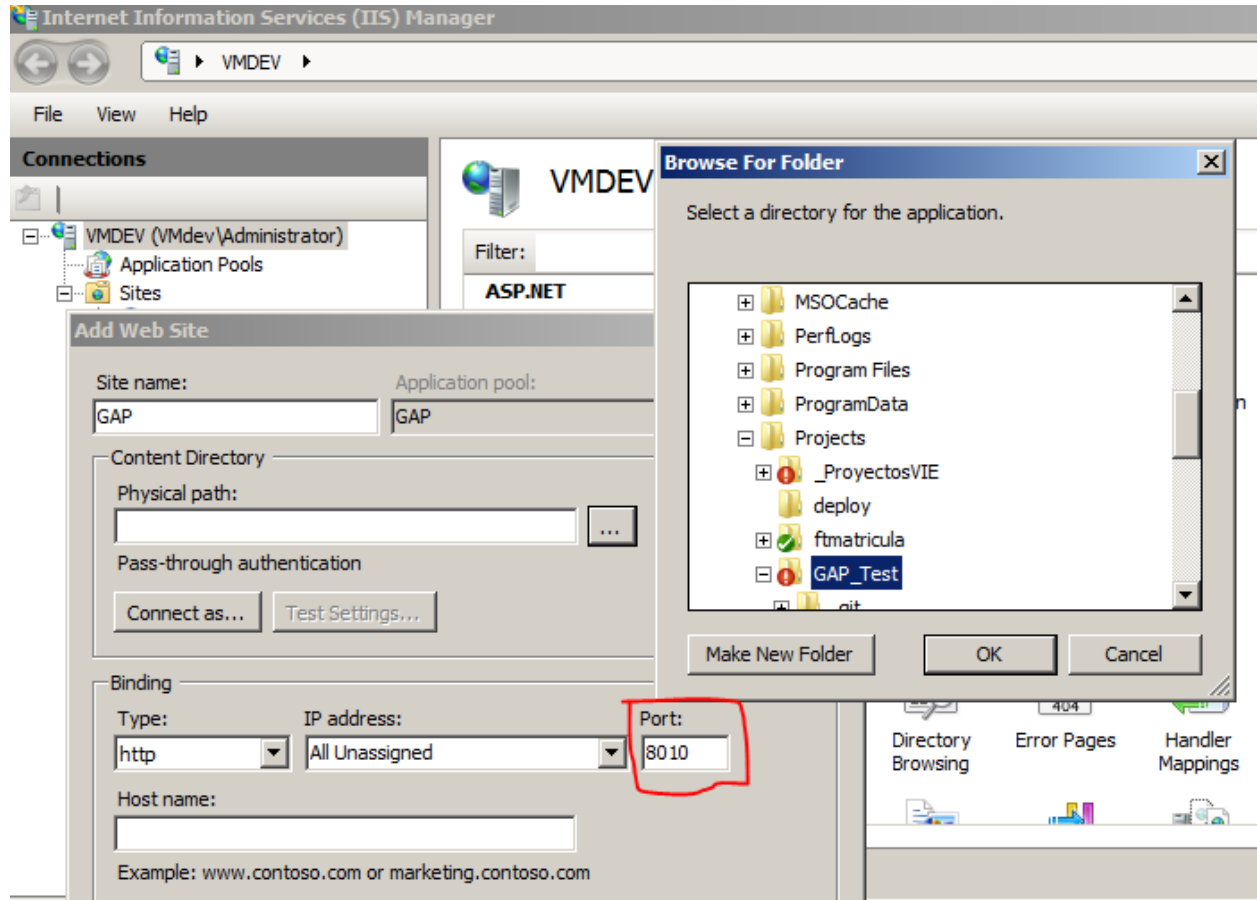 Internet Information Services (IIS) Manager
VMDEV
File View Help
Connections
VMDEV (VMdev\Administrator)
Application Pools
Sites
VMDEV
Filter:
ASP.NET
Browse For Folder
Select a directory for the application.
MSOCache
PerfLogs
Program Files
ProgramData
Projects
_ProyectosVIE
deploy
ftmatricula
GAP_Test
Make New Folder OK Cancel
Add Web Site
Site name: Application pool:
GAP GAP
Content Directory
Physical path:
...
Pass-through authentication
Connect as... Test Settings...
Binding
Type: IP address: Port:
http All Unassigned 8010
Host name:
Example: www.contoso.com or marketing.contoso.com
404
Directory Browsing
Error Pages
Handler Mappings